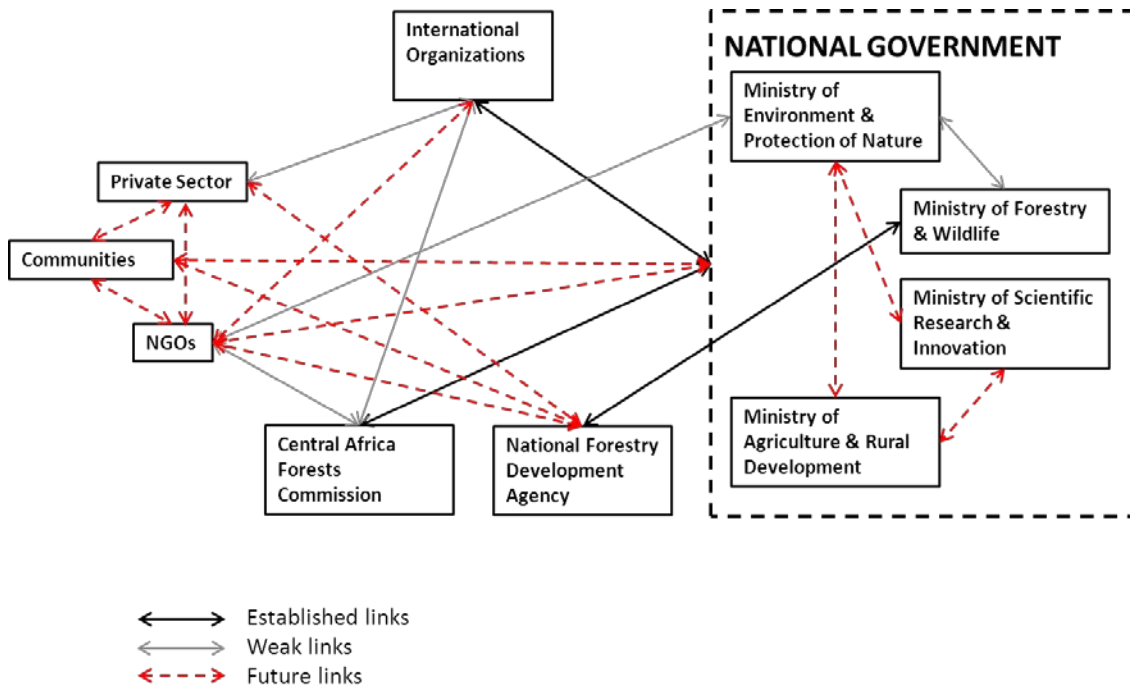 International
Organizations
NATIONAL GOVERNMENT
Ministry of
Environment &
Protection of Nature
Private Sector
Ministry of Forestry
& Wildlife
Communities
Ministry of Scientific
Research &
Innovation
NGOs
Central Africa
Forests
Commission
National Forestry
Development
Agency
Ministry of
Agriculture & Rural
Development
Established links
Weak links
Future links